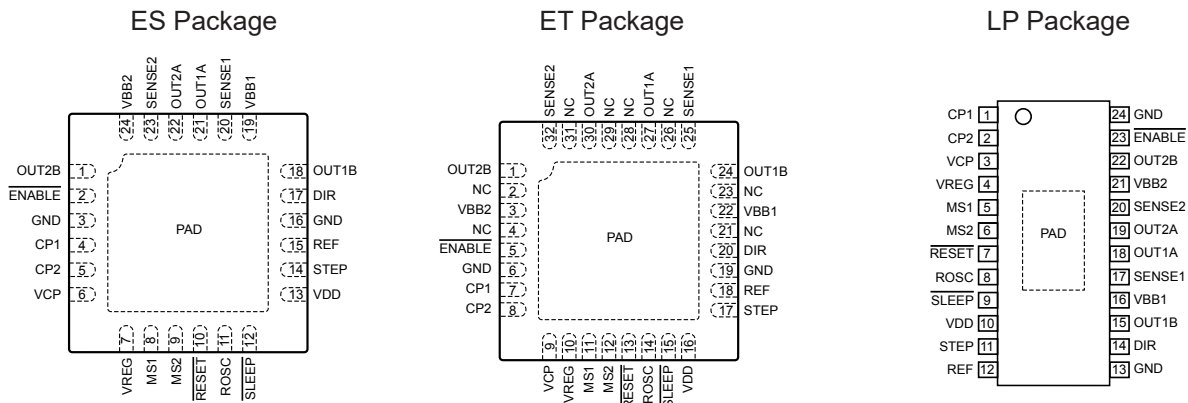 ES Package
24 VBB2
23 SENSE2
22 OUT2A
21 OUT1A
20 SENSE1
19 VBB1
OUT2B 1
ENABLE 2
GND 3
CP1 4
CP2 5
VCP 6
PAD
18 OUT1B
17 DIR
16 GND
15 REF
14 STEP
13 VDD
VREG 7
MS1 8
MS2 9
RESET 10
ROSC 11
SLEEP 12
ET Package
32 SENSE2
31 NC
30 OUT2A
29 NC
28 NC
27 OUT1A
26 NC
25 SENSE1
OUT2B 1
NC 2
VBB2 3
NC 4
ENABLE 5
GND 6
CP1 7
CP2 8
PAD
24 OUT1B
23 NC
22 VBB1
21 NC
20 DIR
19 GND
18 REF
17 STEP
VCP 9
VREG 10
MS1 11
MS2 12
RESET 13
ROSC 14
SLEEP 15
VDD 16
LP Package
CP1 1
CP2 2
VCP 3
VREG 4
MS1 5
MS2 6
RESET 7
ROSC 8
SLEEP 9
VDD 10
STEP 11
REF 12
PAD
24 GND
23 ENABLE
22 OUT2B
21 VBB2
20 SENSE2
19 OUT2A
18 OUT1A
17 SENSE1
16 VBB1
15 OUT1B
14 DIR
13 GND